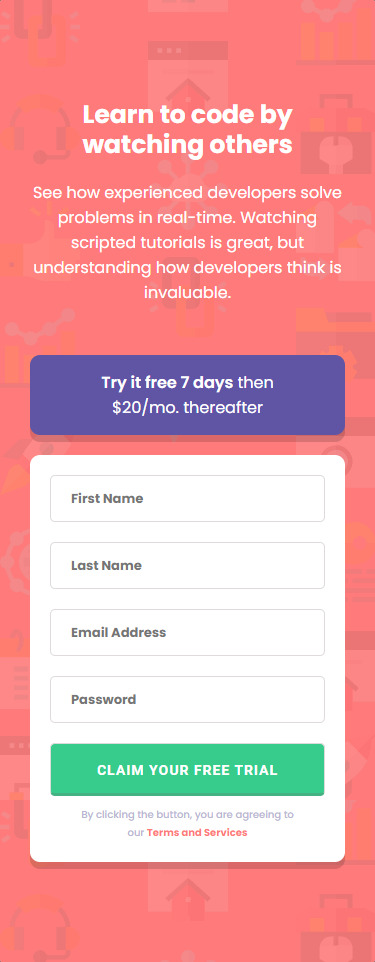 Learn to code by
watching others
See how experienced developers solve
problems in real-time. Watching
scripted tutorials is great, but
understanding how developers think is
invaluable.
Try it free 7 days then
$20/mo. thereafter
First Name
Last Name
Email Address
Password
CLAIM YOUR FREE TRIAL
By clicking the button, you are agreeing to
our Terms and Services